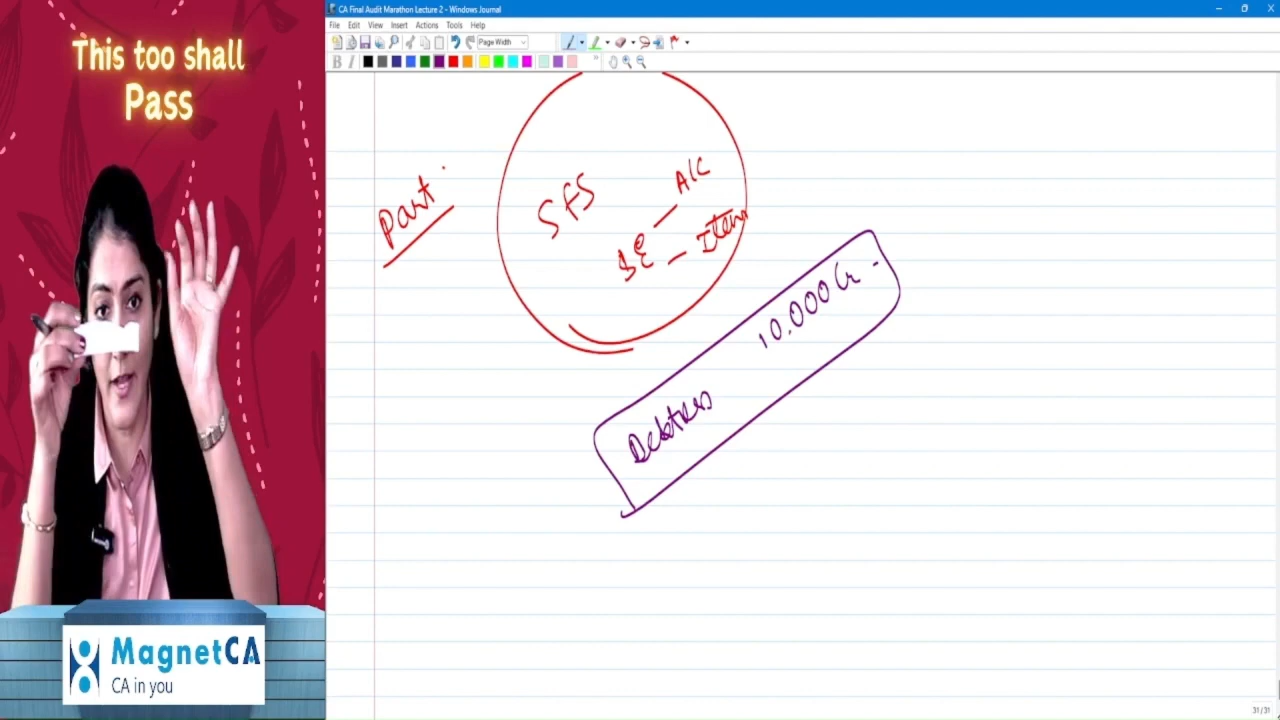 This too shall
Pass
MagnetCA
CA in you
CA Final Audit Marathon Lecture 2 - Windows Journal
File Edit View Insert Actions Tools Help
Page Width
B I
Part
SFS
SE
A/C
Item
Debtors 10,000 Cr.
31/31